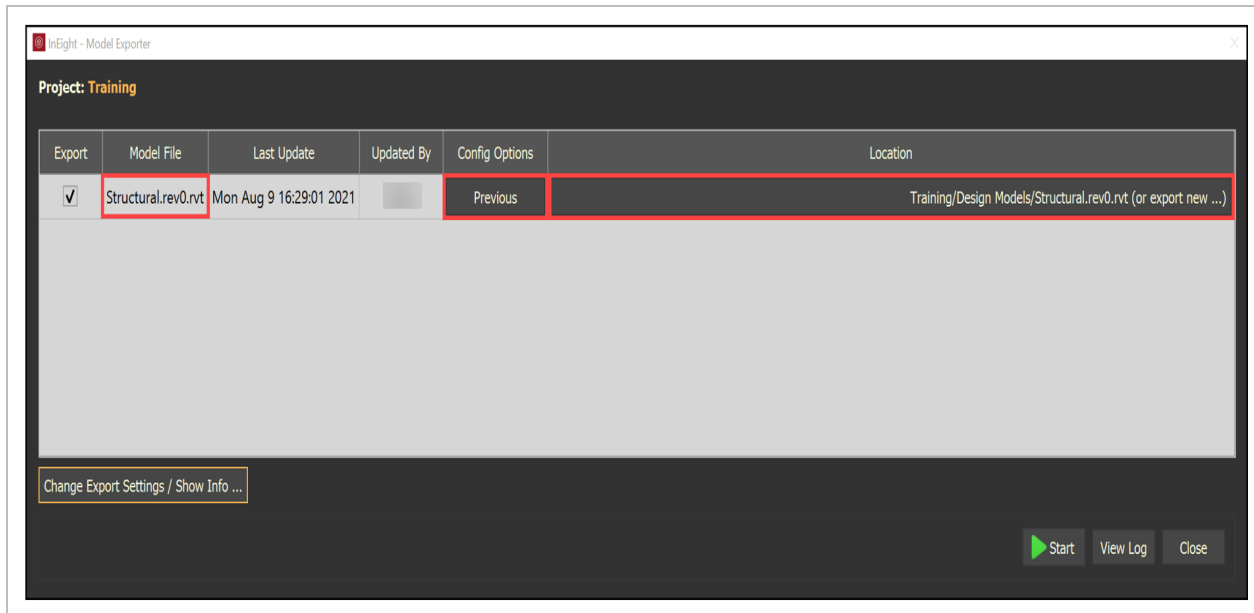 InEight - Model Exporter
X
Project: Training
Export Model File Last Update Updated By Config Options Location
Structural.rev0.rvt Mon Aug 9 16:29:01 2021 Previous Training/Design Models/Structural.rev0.rvt (or export new ...)
Change Export Settings / Show Info ...
Start View Log Close